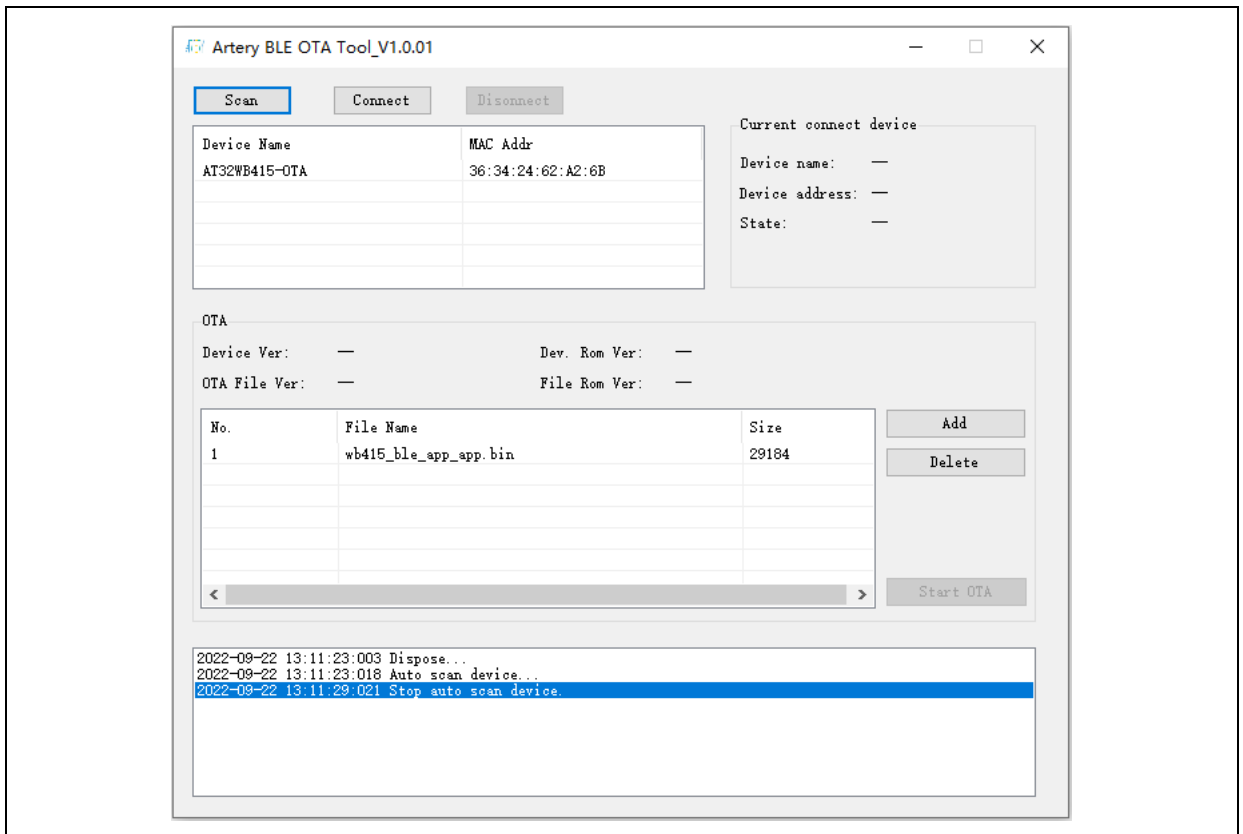 Artery BLE OTA Tool_V1.0.01
Scan Connect Disonnect
Device Name MAC Addr
AT32WB415-OTA 36:34:24:62:A2:6B
Current connect device
Device name: —
Device address: —
State: —
OTA
Device Ver: — Dev. Rom Ver: —
OTA File Ver: — File Rom Ver: —
No. File Name Size
1 wb415_ble_app_app.bin 29184
Add
Delete
Start OTA
2022-09-22 13:11:23:003 Dispose...
2022-09-22 13:11:23:018 Auto scan device...
2022-09-22 13:11:29:021 Stop auto scan device.